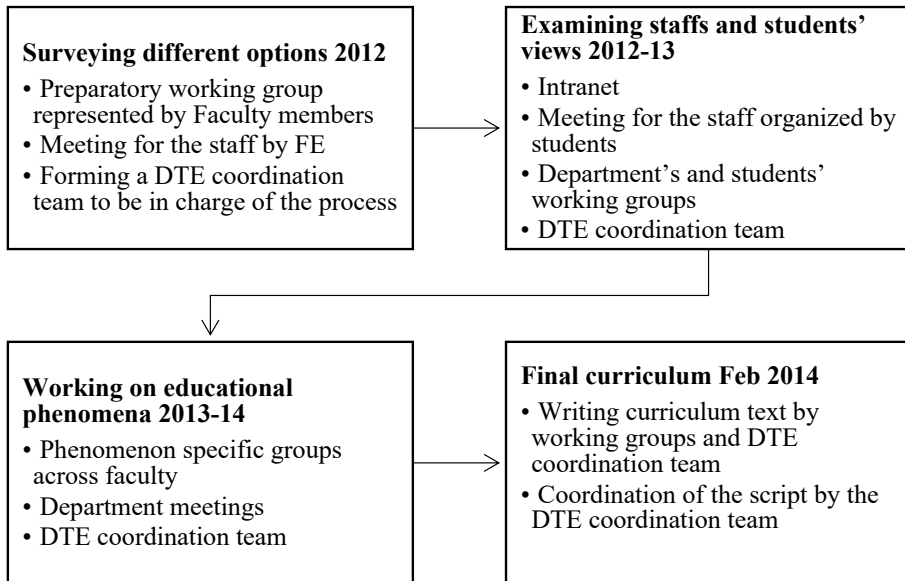 Surveying different options 2012
• Preparatory working group
represented by Faculty members
• Meeting for the staff by FE
• Forming a DTE coordination
team to be in charge of the process
Examining staffs and students’
views 2012-13
• Intranet
• Meeting for the staff organized by
students
• Department’s and students’
working groups
• DTE coordination team
Working on educational
phenomena 2013-14
• Phenomenon specific groups
across faculty
• Department meetings
• DTE coordination team
Final curriculum Feb 2014
• Writing curriculum text by
working groups and DTE
coordination team
• Coordination of the script by the
DTE coordination team